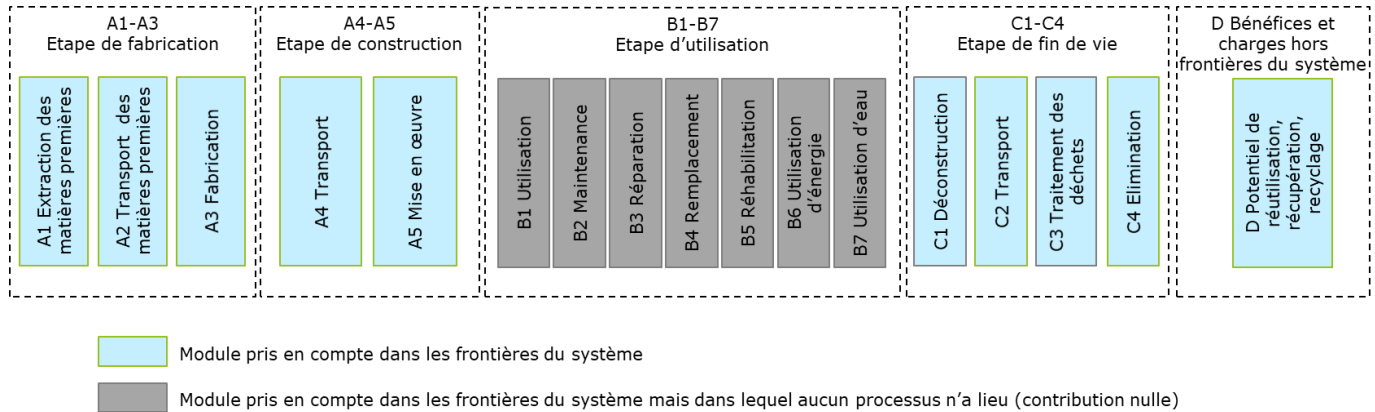 A1-A3
Etape de fabrication
A1 Extraction des
matières premières
A2 Transport des
matières premières
A3 Fabrication
A4-A5
Etape de construction
A4 Transport
A5 Mise en œuvre
B1-B7
Etape d’utilisation
B1 Utilisation
B2 Maintenance
B3 Réparation
B4 Remplacement
B5 Réhabilitation
B6 Utilisation
d’énergie
B7 Utilisation d’eau
C1-C4
Etape de fin de vie
C1 Déconstruction
C2 Transport
C3 Traitement des
déchets
C4 Elimination
D Bénéfices et
charges hors
frontières du système
D Potentiel de
réutilisation,
récupération,
recyclage
Module pris en compte dans les frontières du système
Module pris en compte dans les frontières du système mais dans lequel aucun processus n’a lieu (contribution nulle)